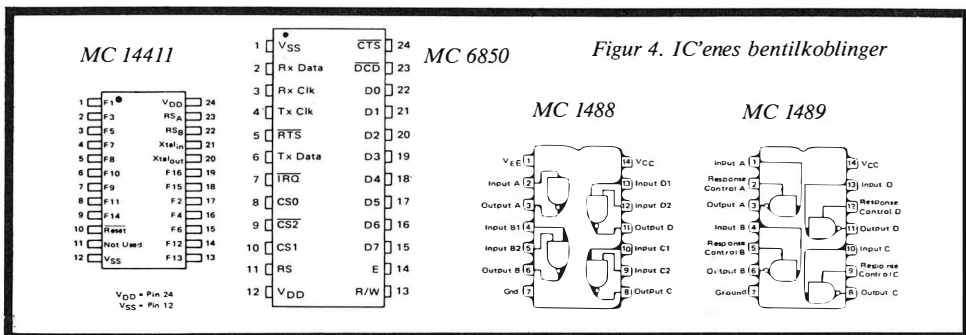 MC 14411
1 F1 VDD 24
2 F3 RSA 23
3 F5 RSB 22
4 F7 Xtalin 21
5 F8 Xtalout 20
6 F10 F16 19
7 F9 F15 18
8 F11 F2 17
9 F14 F4 16
10 Reset F6 15
11 Not Used F12 14
12 VSS F13 13
VDD = Pin 24
VSS = Pin 12
MC 6850
1 VSS CTS 24
2 Rx Data DCD 23
3 Rx Clk D0 22
4 Tx Clk D1 21
5 RTS D2 20
6 Tx Data D3 19
7 IRQ D4 18
8 CS0 D5 17
9 CS2 D6 16
10 CS1 D7 15
11 RS E 14
12 VDD R/W 13
Figur 4. IC'enes bentilkoblinger
MC 1488
VEE 1 14 VCC
Input A 2 13 Input D1
Output A 3 12 Input D2
Input B1 4 11 Output D
Input B2 5 10 Input C1
Output B 6 9 Input C2
Gnd 7 8 Output C
MC 1489
Input A 1 14 VCC
Response
Control A 2 13 Input D
Output A 3 12 Response
Control D
Input B 4 11 Output D
Response
Control B 5 10 Input C
Output B 6 9 Response
Control C
Ground 7 8 Output C